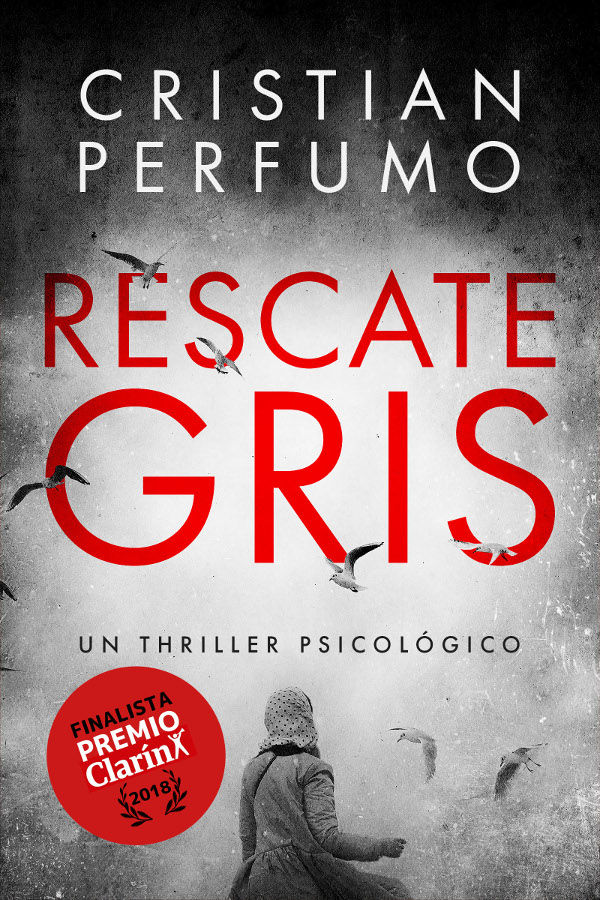 CRISTIAN
PERFUMO
RESCATE
GRIS
UN THRILLER PSICOLÓGICO
FINALISTA
PREMIO
Clarín
2018